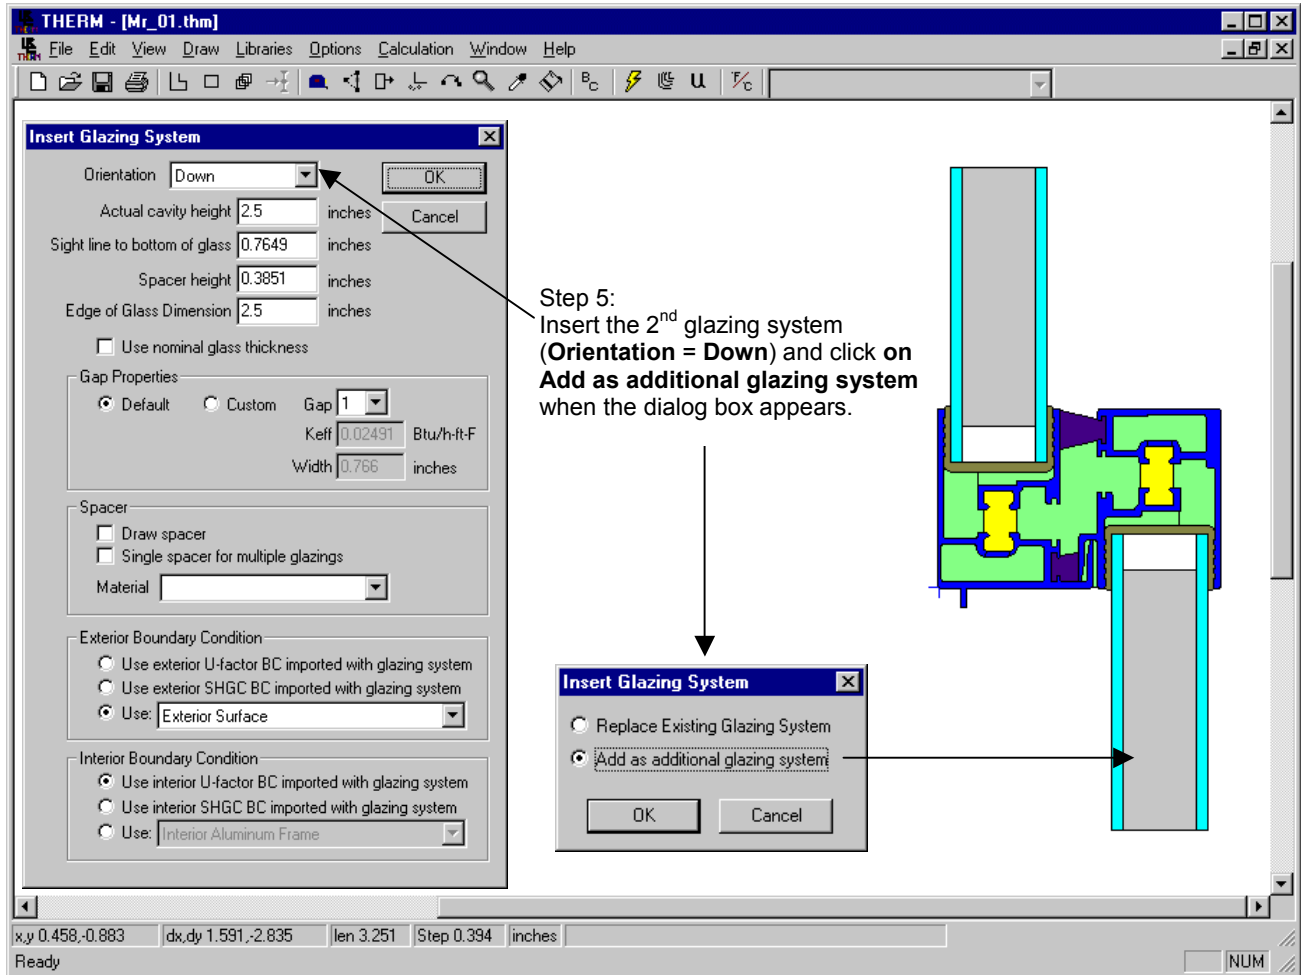 THERM - [Mr_01.thm]
File Edit View Draw Libraries Options Calculation Window Help
Insert Glazing System
Orientation Down
OK
Actual cavity height 2.5 inches
Cancel
Sight line to bottom of glass 0.7649 inches
Spacer height 0.3851 inches
Edge of Glass Dimension 2.5 inches
Use nominal glass thickness
Gap Properties
Default Custom Gap 1
Keff 0.02491 Btu/h-ft-F
Width 0.766 inches
Spacer
Draw spacer
Single spacer for multiple glazings
Material
Exterior Boundary Condition
Use exterior U-factor BC imported with glazing system
Use exterior SHGC BC imported with glazing system
Use: Exterior Surface
Interior Boundary Condition
Use interior U-factor BC imported with glazing system
Use interior SHGC BC imported with glazing system
Use: Interior Aluminum Frame
Step 5:
Insert the 2nd glazing system
(Orientation = Down) and click on
Add as additional glazing system
when the dialog box appears.
Insert Glazing System
Replace Existing Glazing System
Add as additional glazing system
OK Cancel
x,y 0.458,-0.883 dx,dy 1.591,-2.835 len 3.251 Step 0.394 inches
Ready NUM